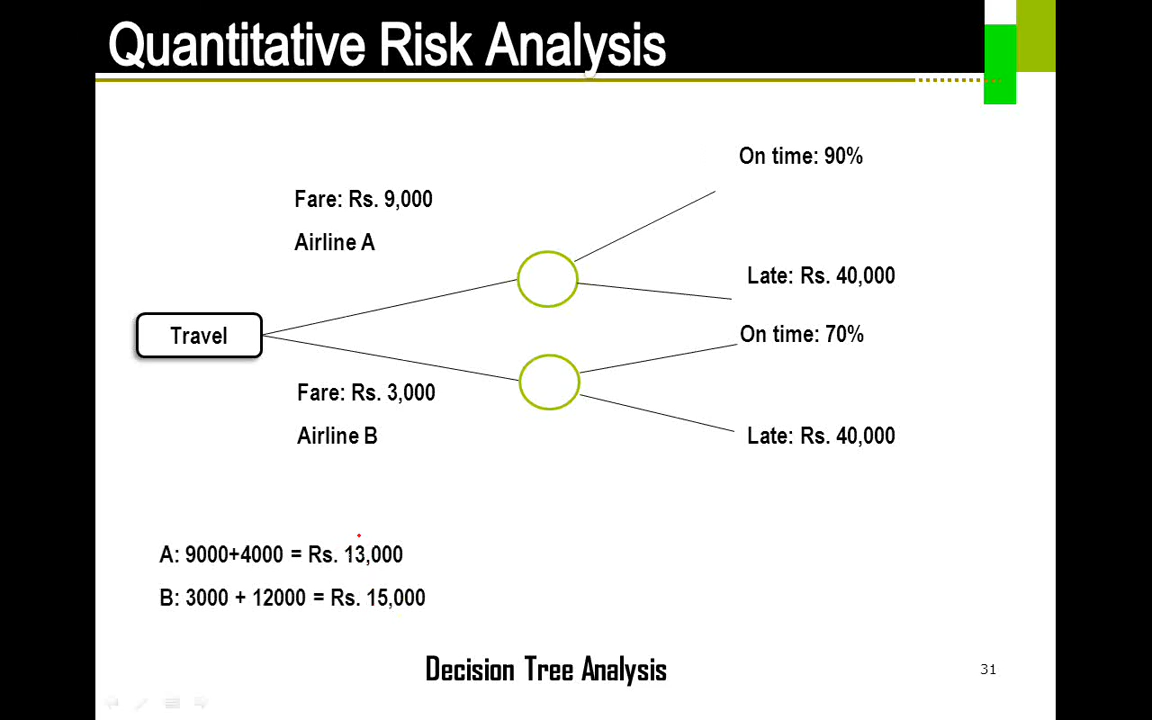 Quantitative Risk Analysis
On time: 90%
Fare: Rs. 9,000
Airline A
Late: Rs. 40,000
Travel
On time: 70%
Fare: Rs. 3,000
Airline B
Late: Rs. 40,000
A: 9000+4000 = Rs. 13,000
B: 3000 + 12000 = Rs. 15,000
Decision Tree Analysis
31